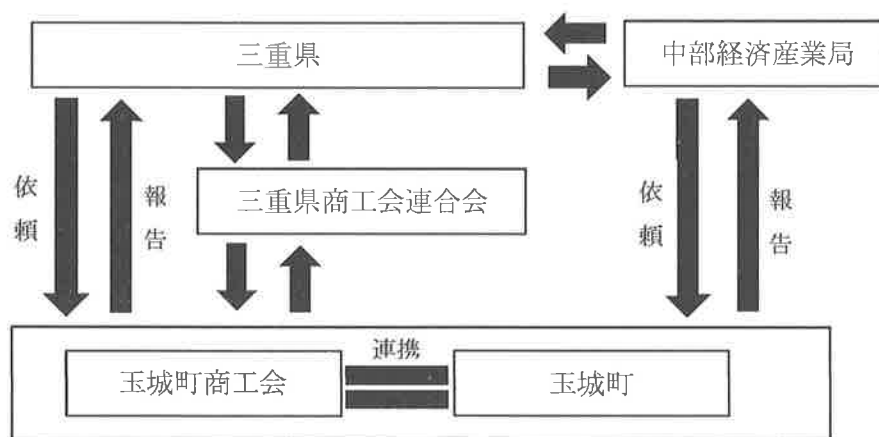 三重県
中部経済産業局
依頼
報告
三重県商工会連合会
依頼
報告
連携
玉城町商工会
玉城町